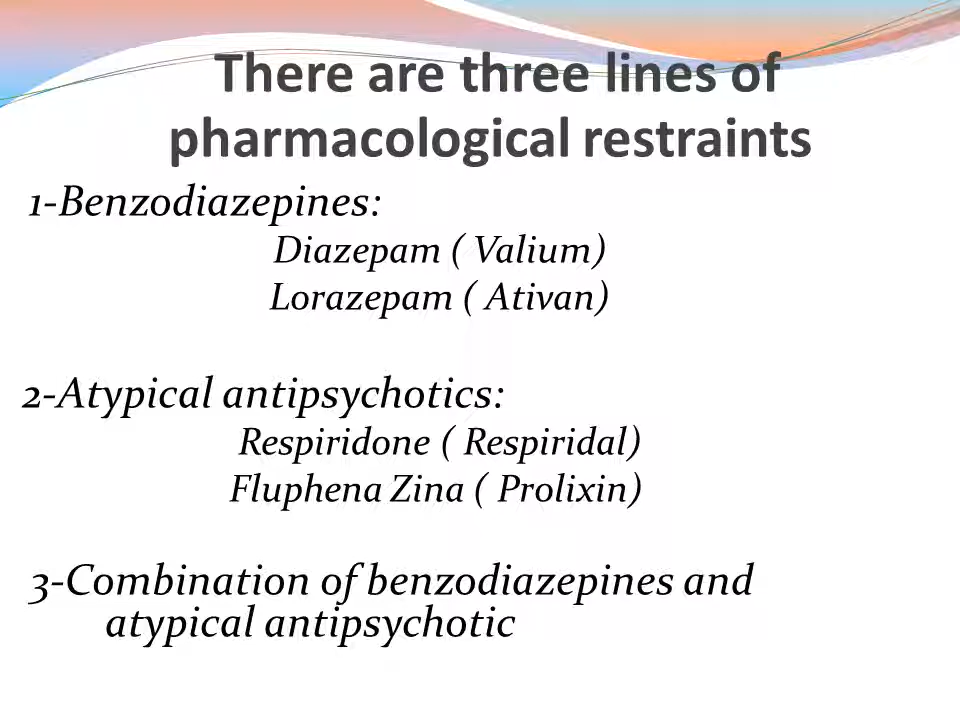 There are three lines of
pharmacological restraints
1-Benzodiazepines:
Diazepam ( Valium)
Lorazepam ( Ativan)
2-Atypical antipsychotics:
Respiridone ( Respiridal)
Fluphena Zina ( Prolixin)
3-Combination of benzodiazepines and
atypical antipsychotic